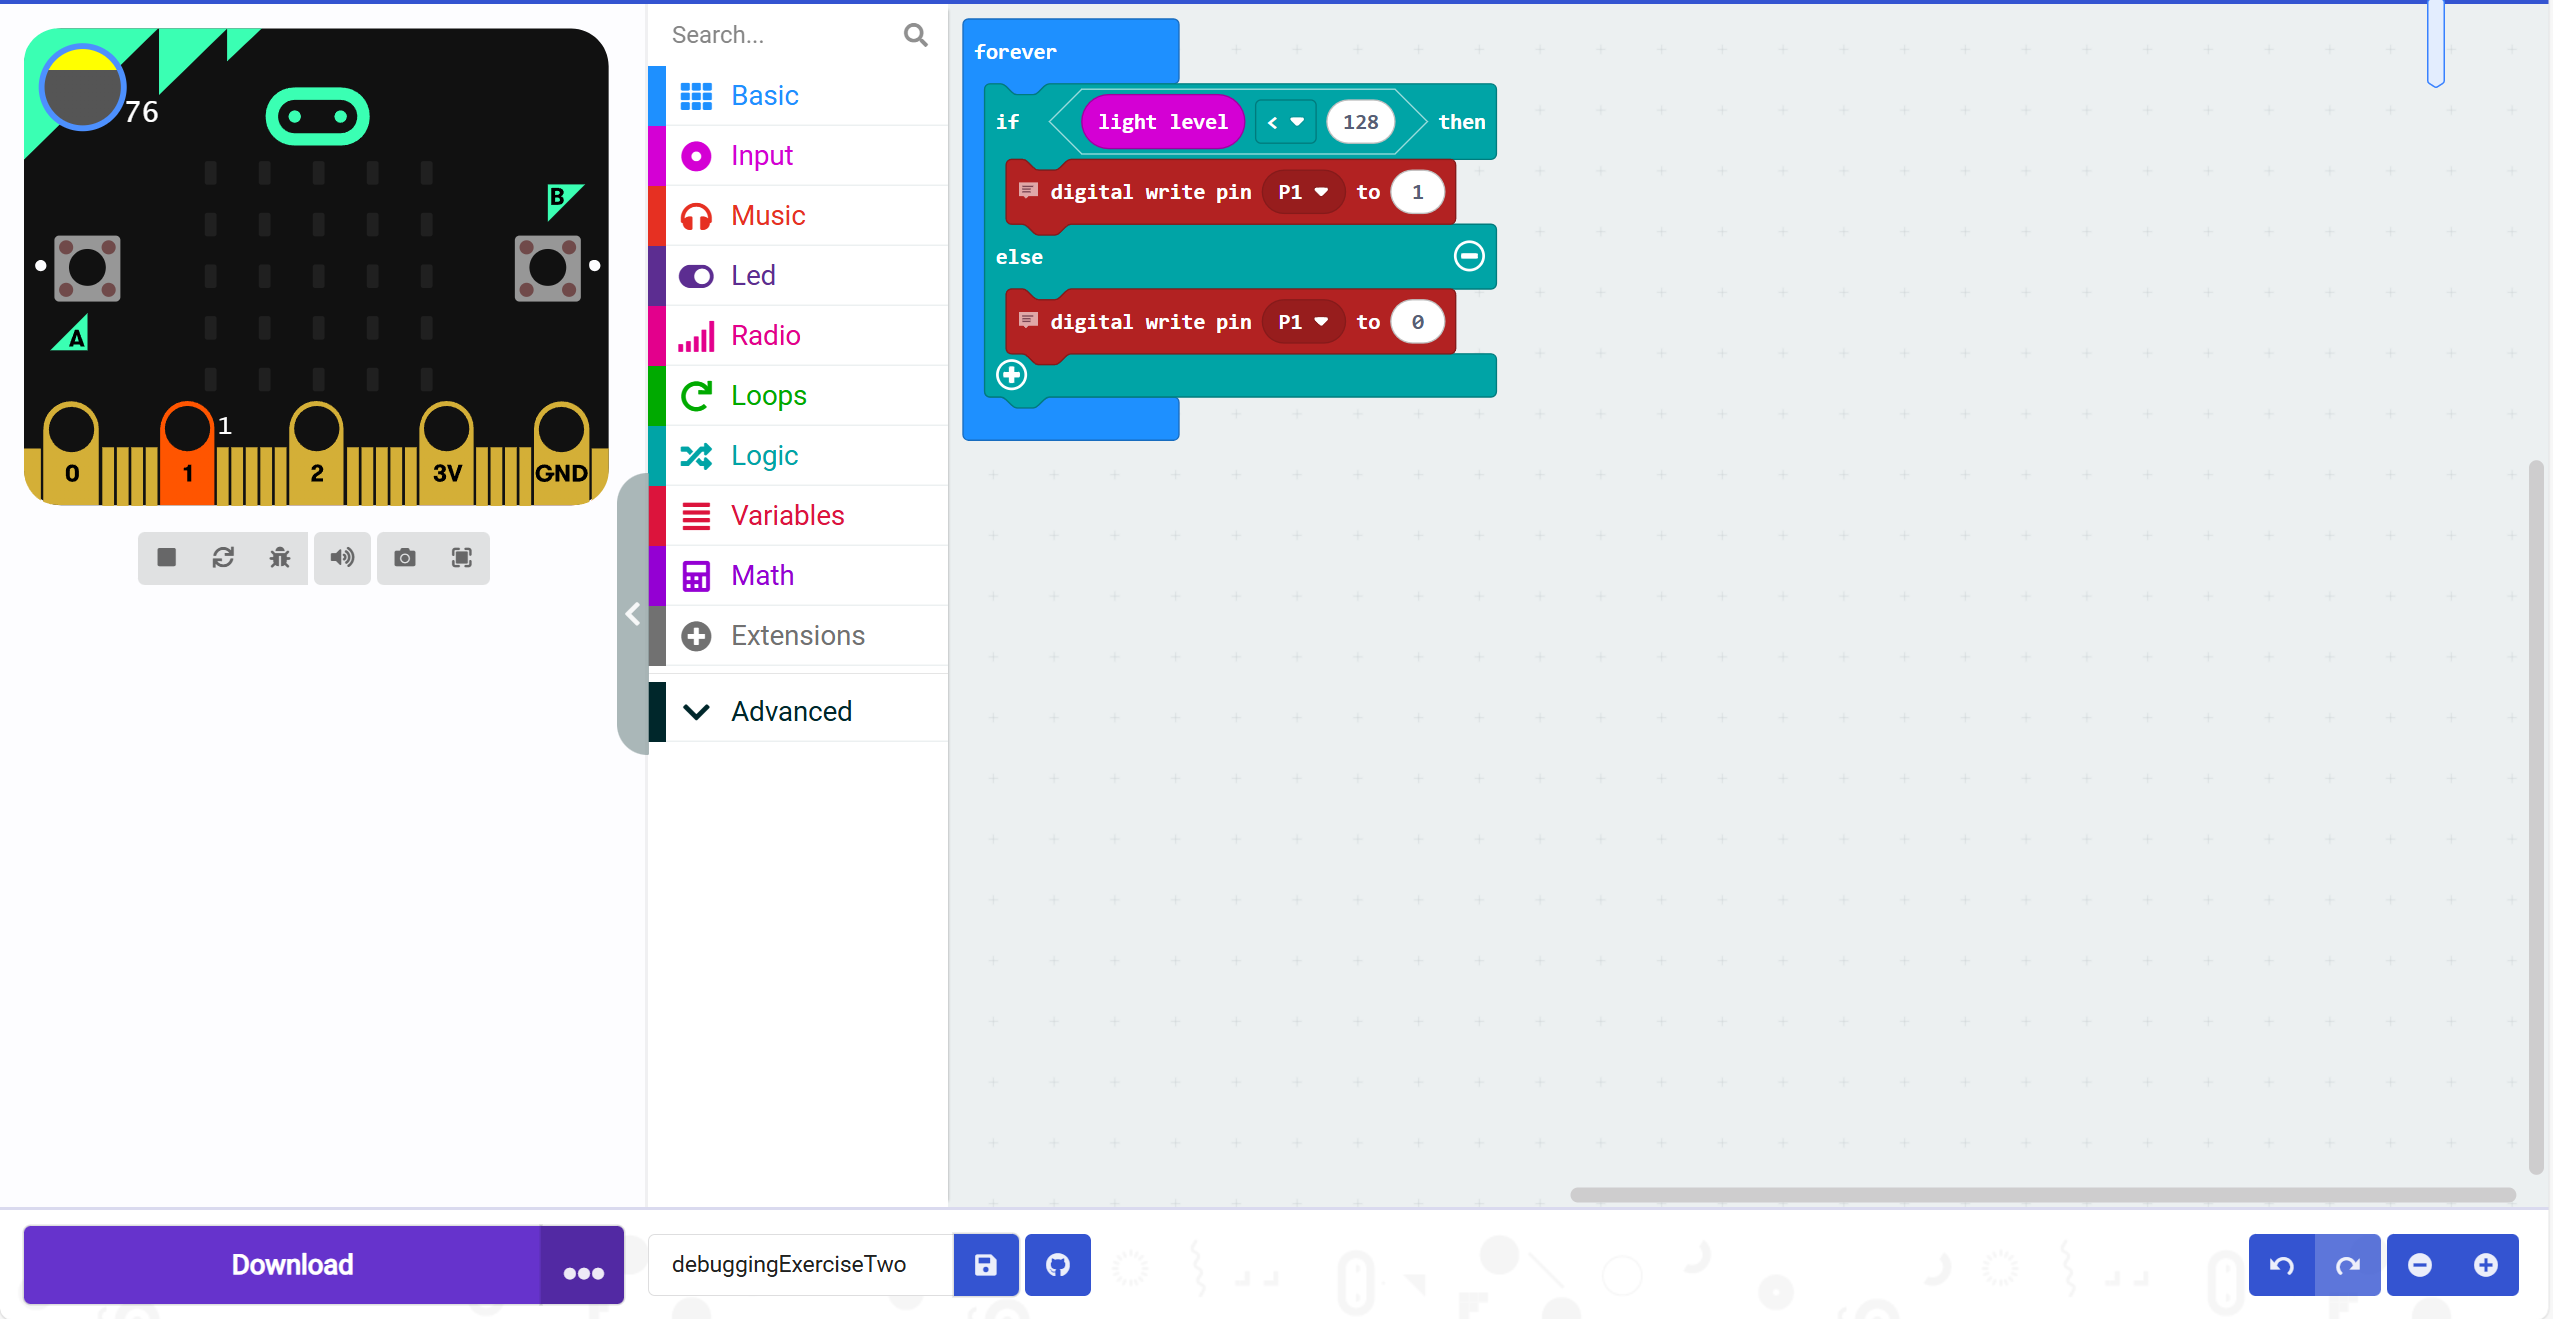 76
B
A
1
0 1 2 3V GND
Search...
Basic
Input
Music
Led
Radio
Loops
Logic
Variables
Math
Extensions
Advanced
forever
if light level < 128 then
digital write pin P1 to 1
else
digital write pin P1 to 0
Download
debuggingExerciseTwo